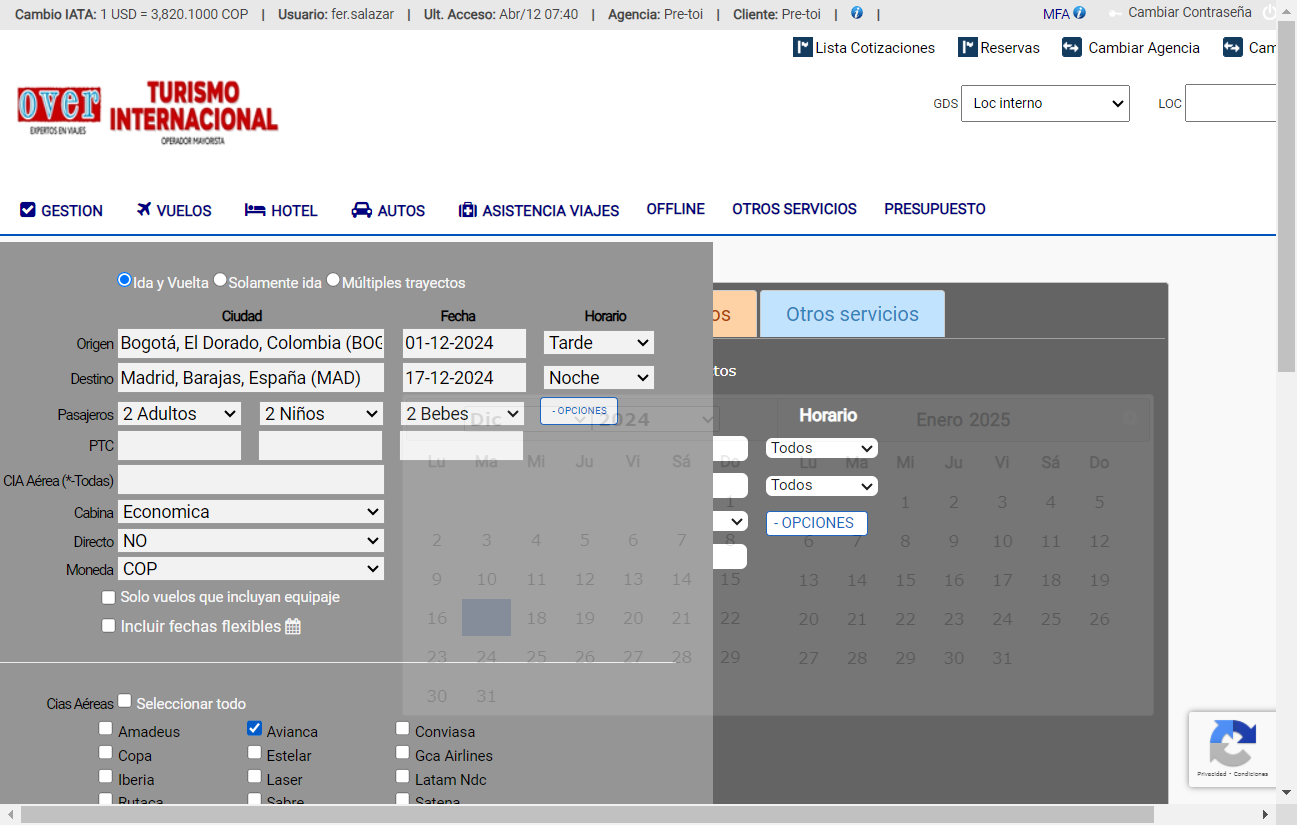 Cambio IATA: 1 USD = 3,820.1000 COP | Usuario: fer.salazar | Ult. Acceso: Abr/12 07:40 | Agencia: Pre-toi | Cliente: Pre-toi | | MFA Cambiar Contraseña
Lista Cotizaciones Reservas Cambiar Agencia Cam
over TURISMO INTERNACIONAL
EXPERTOS EN VIAJES OPERADOR MAYORISTA
GDS Loc interno LOC
GESTION VUELOS HOTEL AUTOS ASISTENCIA VIAJES OFFLINE OTROS SERVICIOS PRESUPUESTO
Ida y Vuelta Solamente ida Múltiples trayectos
os Otros servicios
Ciudad Fecha Horario
Origen Bogotá, El Dorado, Colombia (BOG 01-12-2024 Tarde
Destino Madrid, Barajas, España (MAD) 17-12-2024 Noche
tos
Pasajeros 2 Adultos 2 Niños 2 Bebes - OPCIONES
Horario
Dic 2024 Enero 2025
PTC
Todos
Lu Ma Mi Ju Vi Sá Do Lu Ma Mi Ju Vi Sá Do
CIA Aérea (*-Todas)
Todos
1 1 2 3 4 5
Cabina Economica
- OPCIONES
Directo NO
2 3 4 5 6 7 8 6 7 8 9 10 11 12
Moneda COP
9 10 11 12 13 14 15 13 14 15 16 17 18 19
Solo vuelos que incluyan equipaje
16 18 19 20 21 22 20 21 22 23 24 25 26
Incluir fechas flexibles
23 24 25 26 27 28 29 27 28 29 30 31
30 31
Cias Aéreas Seleccionar todo
Amadeus Avianca Conviasa
Copa Estelar Gca Airlines
Iberia Laser Latam Ndc
Rutaca Sabre Satena
Privacidad - Condiciones